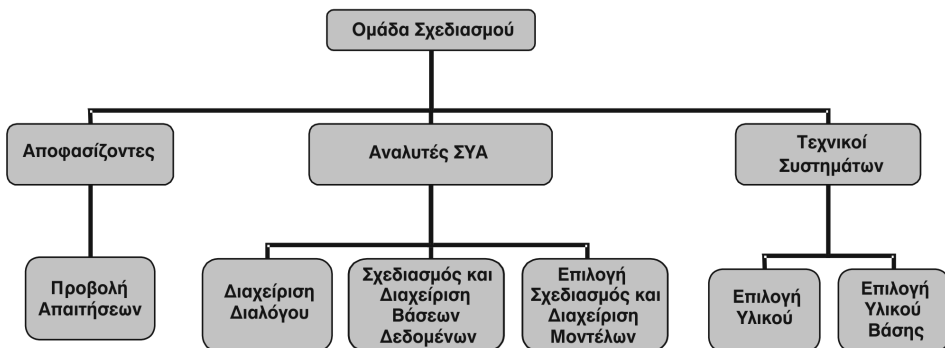 Ομάδα Σχεδιασμού
Αποφασίζοντες
Αναλυτές ΣΥΑ
Τεχνικοί
Συστημάτων
Προβολή
Απαιτήσεων
Διαχείριση
Διαλόγου
Σχεδιασμός και
Διαχείριση
Βάσεων
Δεδομένων
Επιλογή
Σχεδιασμός και
Διαχείριση
Μοντέλων
Επιλογή
Υλικού
Επιλογή
Υλικού
Βάσης